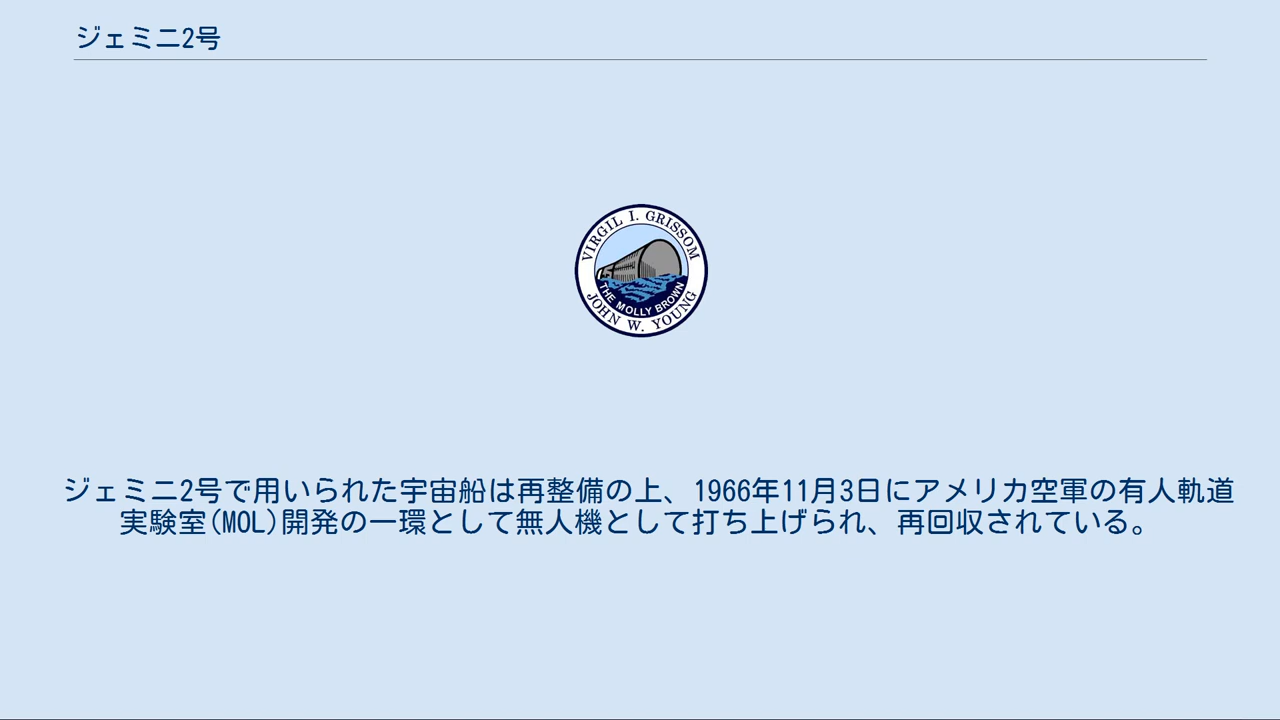 ジェミニ2号
VIRGIL I. GRISSOM
THE MOLLY BROWN
JOHN W. YOUNG
ジェミニ2号で用いられた宇宙船は再整備の上、1966年11月3日にアメリカ空軍の有人軌道
実験室(MOL)開発の一環として無人機として打ち上げられ、再回収されている。